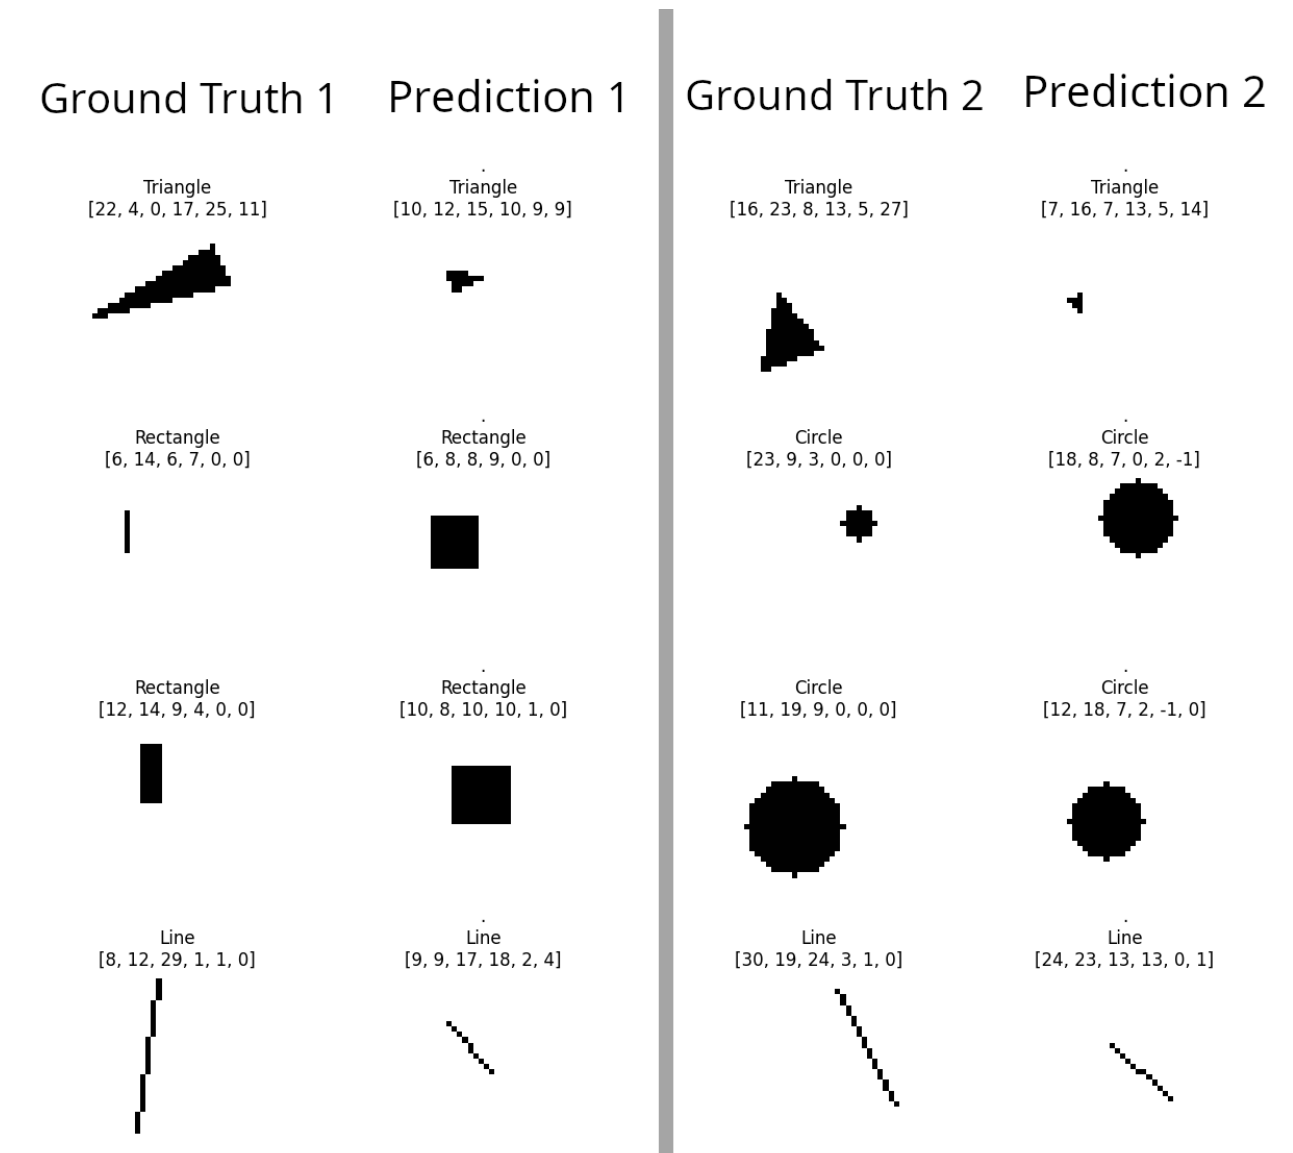 Ground Truth 1
Prediction 1
Ground Truth 2
Prediction 2
Triangle
[22, 4, 0, 17, 25, 11]
.
Triangle
[10, 12, 15, 10, 9, 9]
Triangle
[16, 23, 8, 13, 5, 27]
.
Triangle
[7, 16, 7, 13, 5, 14]
Rectangle
[6, 14, 6, 7, 0, 0]
.
Rectangle
[6, 8, 8, 9, 0, 0]
Circle
[23, 9, 3, 0, 0, 0]
.
Circle
[18, 8, 7, 0, 2, -1]
Rectangle
[12, 14, 9, 4, 0, 0]
.
Rectangle
[10, 8, 10, 10, 1, 0]
Circle
[11, 19, 9, 0, 0, 0]
.
Circle
[12, 18, 7, 2, -1, 0]
Line
[8, 12, 29, 1, 1, 0]
.
Line
[9, 9, 17, 18, 2, 4]
Line
[30, 19, 24, 3, 1, 0]
.
Line
[24, 23, 13, 13, 0, 1]